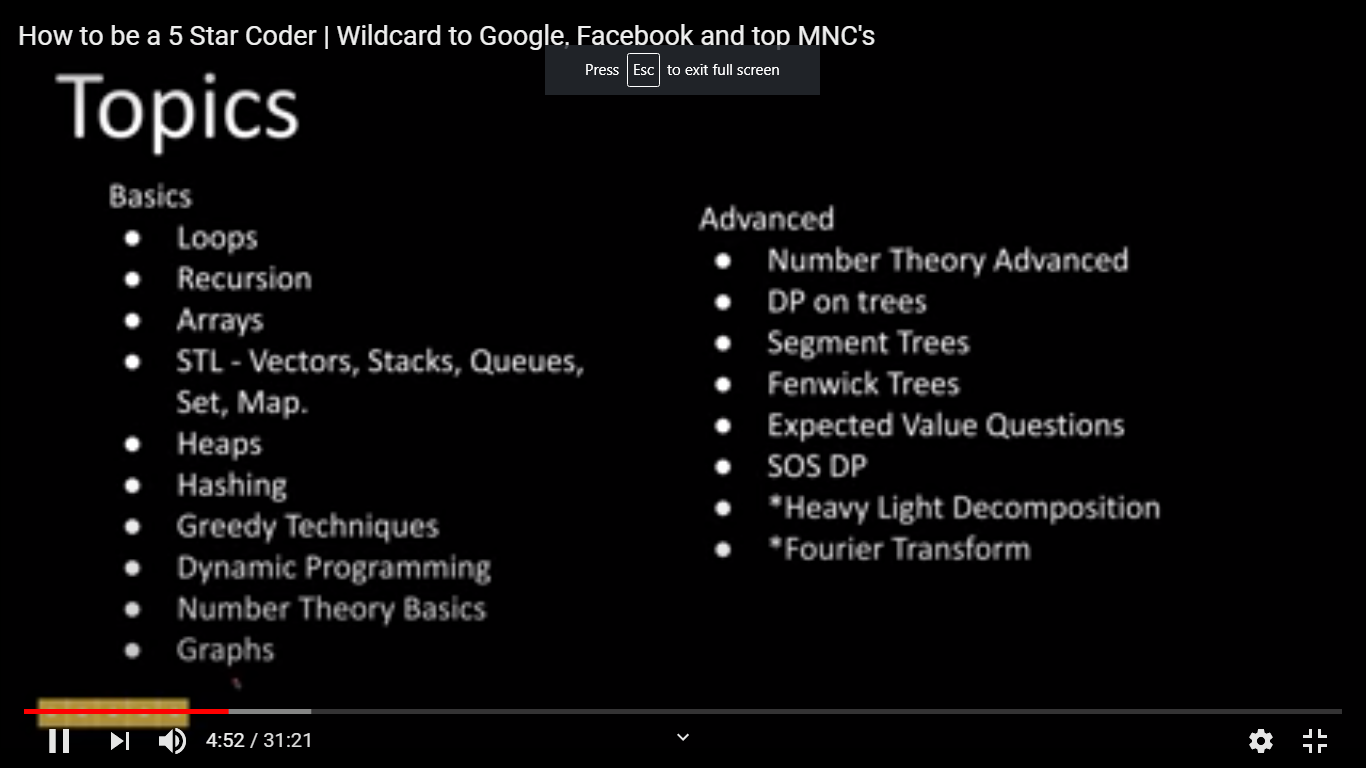 How to be a 5 Star Coder | Wildcard to Google, Facebook and top MNC's
Press Esc to exit full screen
Topics
Basics
● Loops
● Recursion
● Arrays
● STL - Vectors, Stacks, Queues,
Set, Map.
● Heaps
● Hashing
● Greedy Techniques
● Dynamic Programming
● Number Theory Basics
● Graphs
Advanced
● Number Theory Advanced
● DP on trees
● Segment Trees
● Fenwick Trees
● Expected Value Questions
● SOS DP
● *Heavy Light Decomposition
● *Fourier Transform
4:52 / 31:21